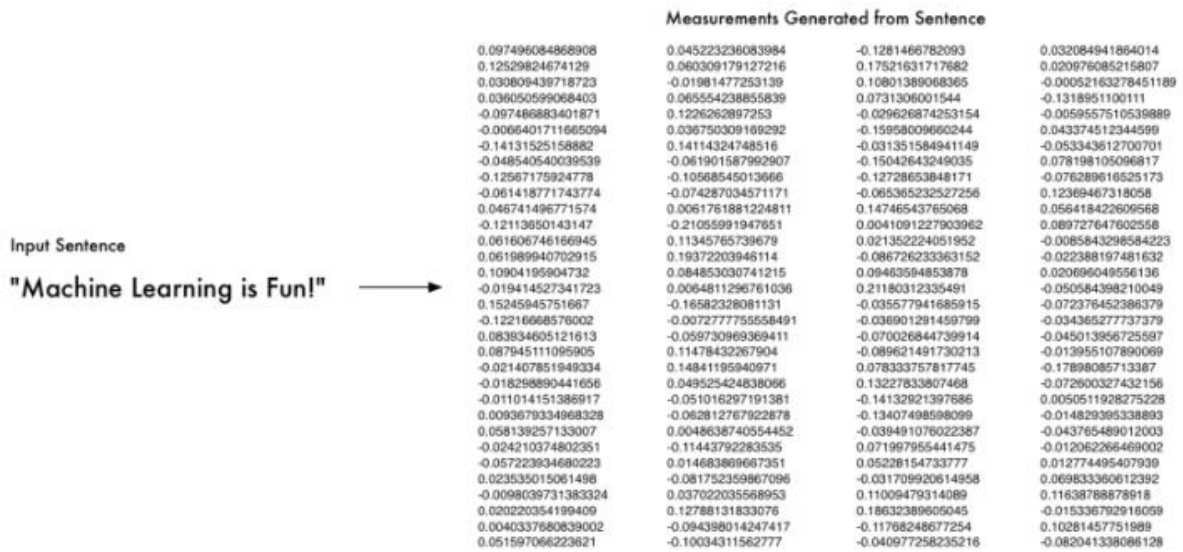 Measurements Generated from Sentence
0.097496084868908 0.045223236083984 -0.1281466782093 0.032084941864014
0.12529824674129 0.060309179127216 0.17521631717682 0.020976085215807
0.030809439718723 -0.01981477253139 0.10801389068365 -0.00052163278451189
0.036050599068403 0.065554238855839 0.0731306001544 -0.1318951100111
-0.097486883401871 0.1226262897253 -0.029626874253154 -0.0059557510539889
-0.0066401711665094 0.036750309169292 -0.15958009660244 0.043374512344599
-0.14131525158882 0.14114324748516 -0.031351584941149 -0.053343612700701
-0.048540540039539 -0.061901587992907 -0.15042643249035 0.078198105096817
-0.12567175924778 -0.10568545013666 -0.12728653848171 -0.076289616525173
-0.061418771743774 -0.074287034571171 -0.065365232527256 0.12369467318058
0.046741496771574 0.0061761881224811 0.14746543765068 0.056418422609568
-0.12113650143147 -0.21055991947651 0.0041091227903962 0.089727647602558
Input Sentence
0.061606746166945 0.11345765739679 0.021352224051952 -0.0085843298584223
0.061989940702915 0.19372203946114 -0.086726233363152 -0.022388197481632
0.10904195904732 0.084853030741215 0.09463594853878 0.020696049556136
"Machine Learning is Fun!"
-0.019414527341723 0.0064811296761036 0.21180312335491 -0.050584398210049
0.15245945751667 -0.16582328081131 -0.035577941685915 -0.072376452386379
-0.12216668576002 -0.0072777755558491 -0.036901291459799 -0.034365277737379
0.083934605121613 -0.059730969369411 -0.070026844739914 -0.045013956725597
0.087945111095905 0.11478432267904 -0.089621491730213 -0.013955107890069
-0.021407851949334 0.14841195940971 0.078333757817745 -0.17898085713387
-0.018298890441656 0.049525424838066 0.13227833807468 -0.072600327432156
-0.011014151386917 -0.051016297191381 -0.14132921397686 0.0050511928275228
0.0093679334968328 -0.062812767922878 -0.13407498598099 -0.014829395338893
0.058139257133007 0.0048638740554452 -0.039491076022387 -0.043765489012003
-0.024210374802351 -0.11443792283535 0.071997955441475 -0.012062266469002
-0.057223934680223 0.014683869667351 0.05228154733777 0.012774495407939
0.023535015061498 -0.081752359867096 -0.031709920614958 0.069833360612392
-0.0098039731383324 0.037022035568953 0.11009479314089 0.11638788878918
0.020220354199409 0.12788131833076 0.18632389605045 -0.015336792916059
0.0040337680839002 -0.094398014247417 -0.11768248677254 0.10281457751989
0.051597066223621 -0.10034311562777 -0.040977258235216 -0.082041338086128